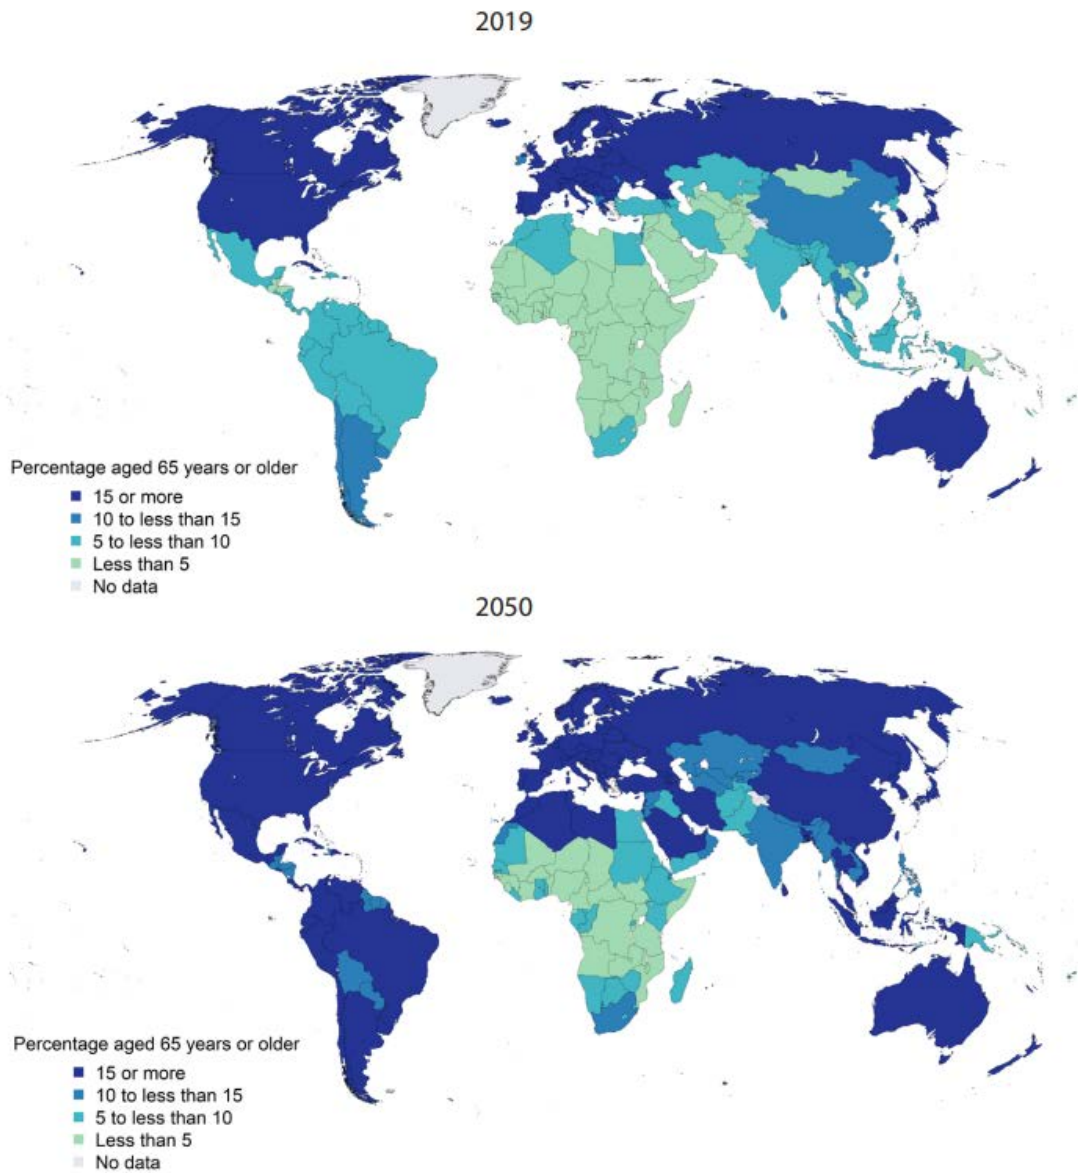 2019
Percentage aged 65 years or older
15 or more
10 to less than 15
5 to less than 10
Less than 5
No data
2050
Percentage aged 65 years or older
15 or more
10 to less than 15
5 to less than 10
Less than 5
No data